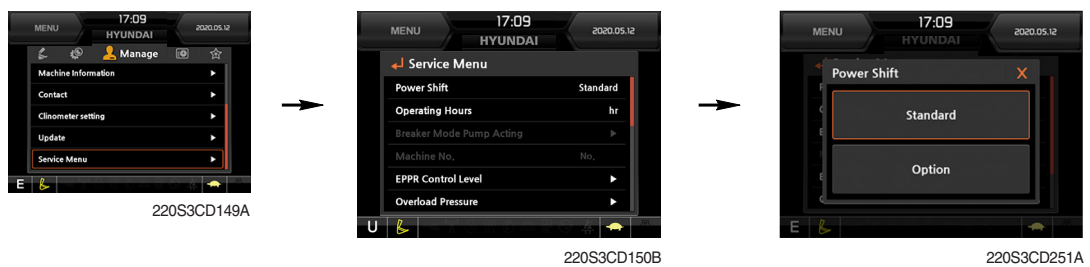 MENU 17:09 2020.05.12
HYUNDAI
Manage
Machine Information
Contact
Clinometer setting
Update
Service Menu
E
220S3CD149A
MENU 17:09 2020.05.12
HYUNDAI
Service Menu
Power Shift Standard
Operating Hours hr
Breaker Mode Pump Acting
Machine No. No.
EPPR Control Level
Overload Pressure
U
220S3CD150B
MENU 17:09 2020.05.12
HYUNDAI
Power Shift X
Standard
Option
E
220S3CD251A